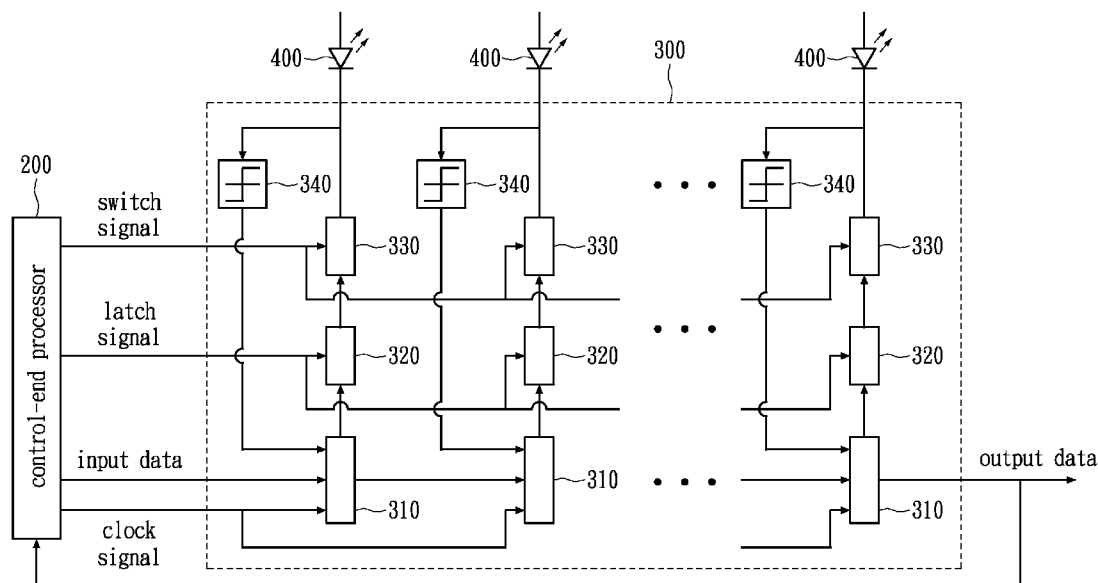 400
400
400
300
200
340
340
340
switch
signal
330
330
330
control-end processor
latch
signal
320
320
320
input data
310
output data
310
310
clock
signal